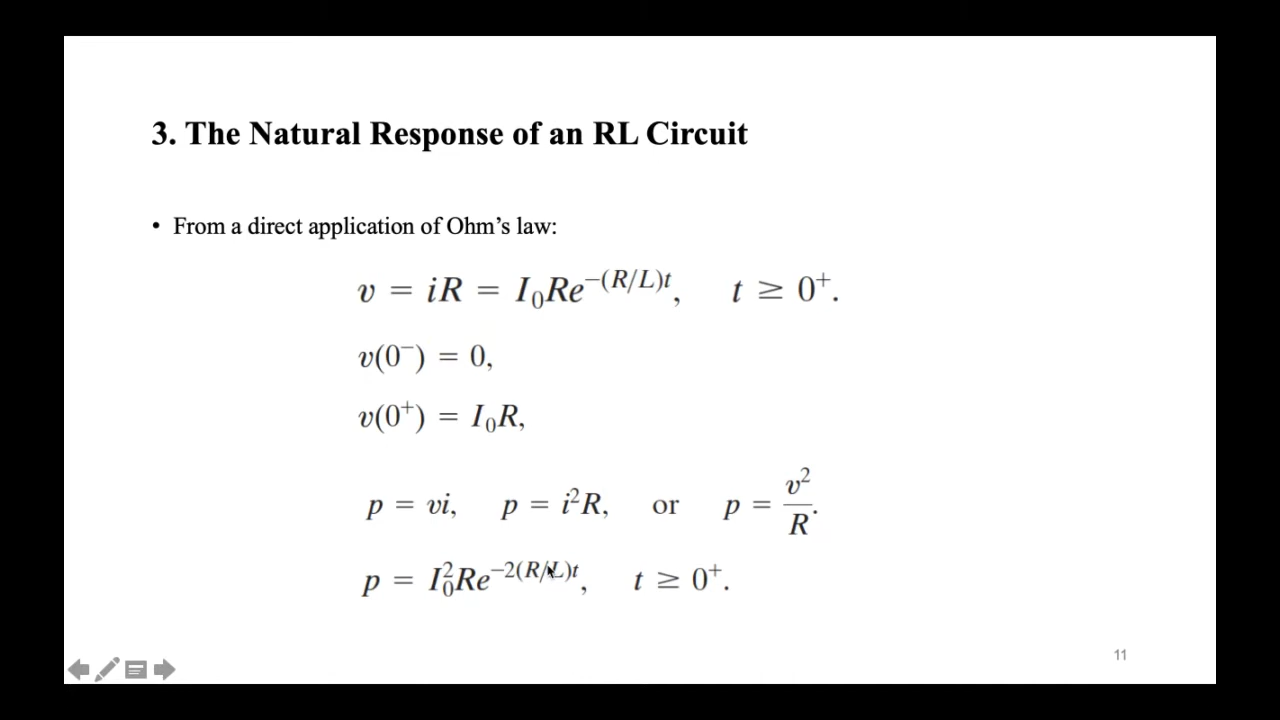 3. The Natural Response of an RL Circuit
• From a direct application of Ohm’s law:
v = iR = I₀Re^{−(R/L)t},   t ≥ 0⁺.
v(0⁻) = 0,
v(0⁺) = I₀R,
p = vi,   p = i²R,   or   p = v²/R.
p = I₀²Re^{−2(R/L)t},   t ≥ 0⁺.
11